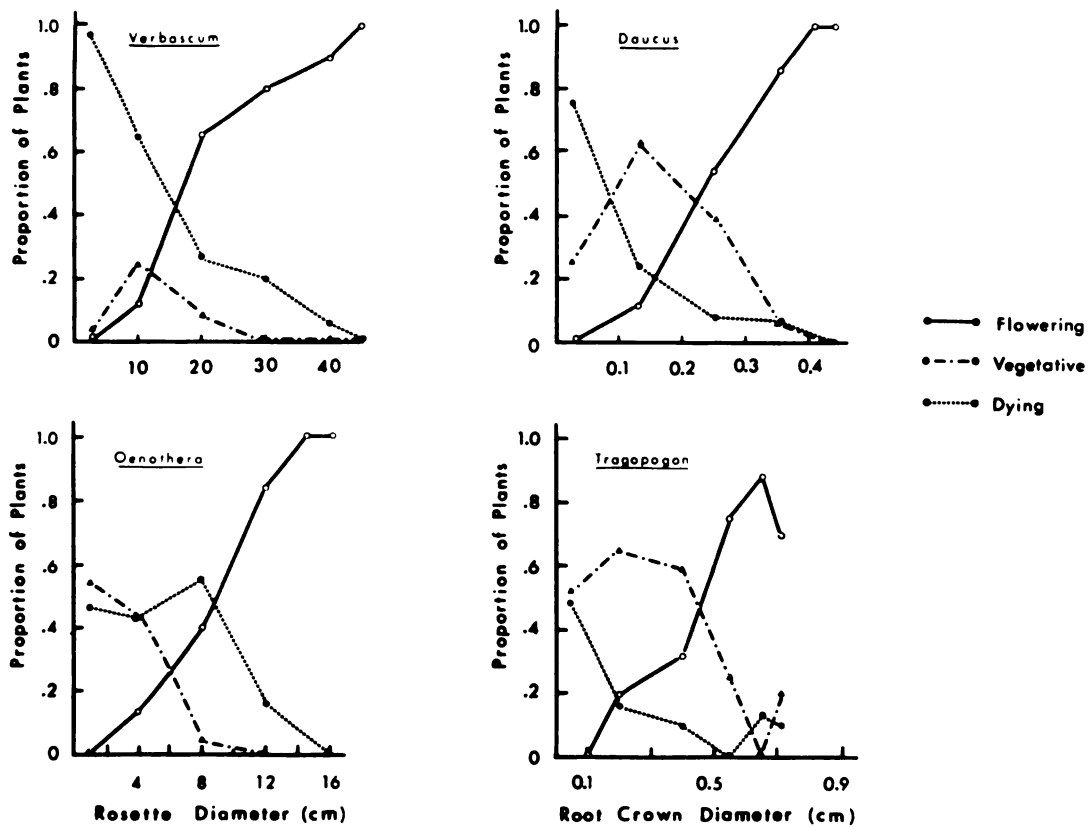 Verbascum
Proportion of Plants
1.0
.8
.6
.4
.2
0
10 20 30 40
Daucus
Proportion of Plants
1.0
.8
.6
.4
.2
0
0.1 0.2 0.3 0.4
Flowering
Vegetative
Dying
Oenothera
Proportion of Plants
1.0
.8
.6
.4
.2
0
4 8 12 16
Rosette Diameter (cm)
Tragopogon
Proportion of Plants
1.0
.8
.6
.4
.2
0
0.1 0.5 0.9
Root Crown Diameter (cm)